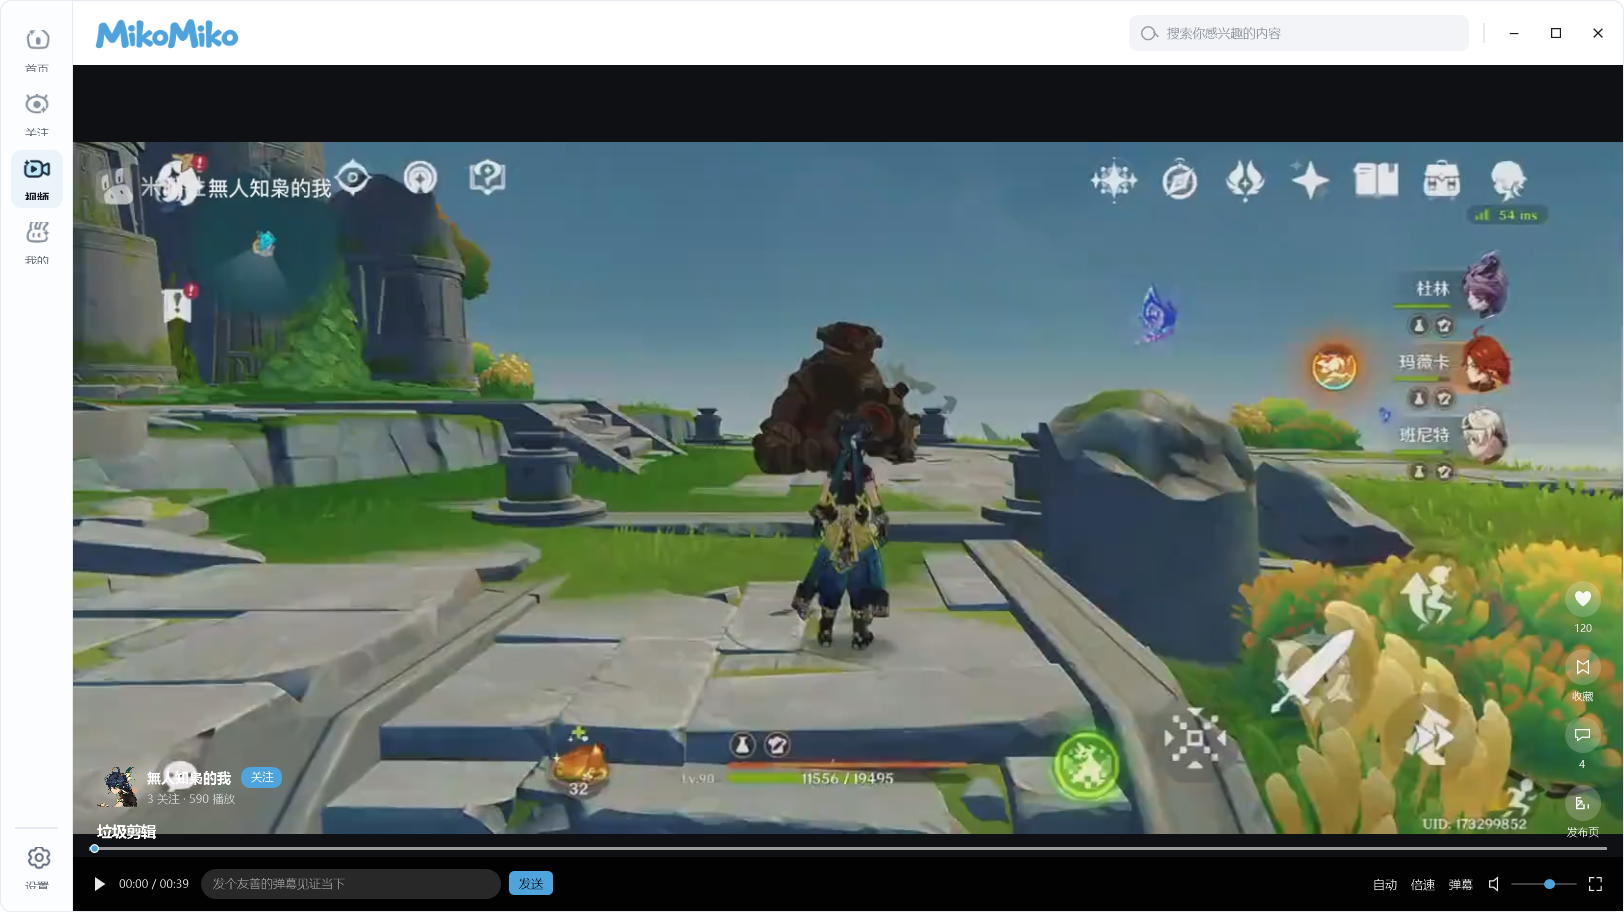 MikoMiko
搜索你感兴趣的内容
首页
关注
视频
我的
设置
無人知枭的我
54 ms
杜林
玛薇卡
班尼特
120
收藏
4
发布页
無人知枭的我
关注
3 关注 · 590 播放
垃圾剪辑
32
Lv.90
11556 / 19495
UID: 173299852
00:00 / 00:39
发个友善的弹幕见证当下
发送
自动
倍速
弹幕